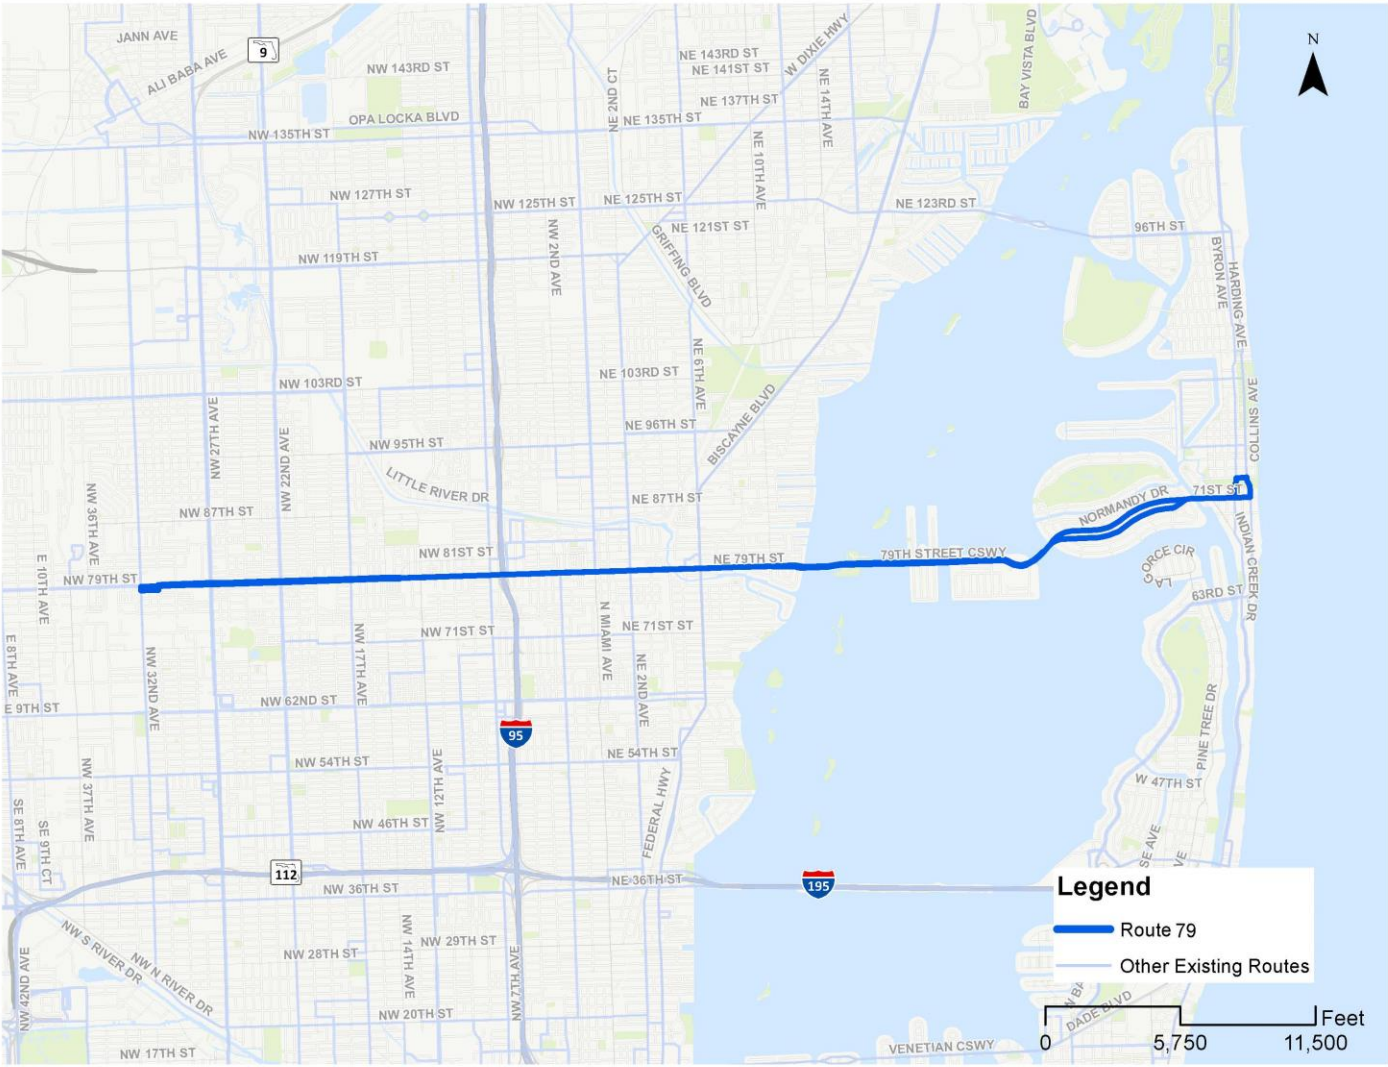 JANN AVE
ALI BABA AVE
9
NW 143RD ST
NE 2ND CT
NE 143RD ST
NE 141ST ST
W DIXIE HWY
NE 14TH AVE
BAY VISTA BLVD
N
NE 137TH ST
OPA LOCKA BLVD
NE 135TH ST
NW 135TH ST
NE 10TH AVE
NW 127TH ST
NW 125TH ST
NE 125TH ST
NE 123RD ST
NE 121ST ST
96TH ST
NW 2ND AVE
GRIFFING BLVD
BYRON AVE
HARDING AVE
NW 119TH ST
NE 6TH AVE
NE 103RD ST
NW 103RD ST
COLLINS AVE
NW 27TH AVE
NW 22ND AVE
BISCAYNE BLVD
NE 96TH ST
NW 95TH ST
LITTLE RIVER DR
NW 36TH AVE
NE 87TH ST
NW 87TH ST
NORMANDY DR
71ST ST
INDIAN CREEK DR
E 10TH AVE
NW 81ST ST
NE 79TH ST
79TH STREET CSWY
LA GORCE CIR
NW 79TH ST
63RD ST
N MIAMI AVE
NE 71ST ST
NW 71ST ST
NW 17TH AVE
E 8TH AVE
NW 32ND AVE
NE 2ND AVE
NW 62ND ST
E 9TH ST
PINE TREE DR
95
NE 54TH ST
NW 54TH ST
NW 37TH AVE
NW 12TH AVE
W 47TH ST
FEDERAL HWY
SE 8TH AVE
SE 9TH CT
NW 46TH ST
SE AVE
VE
112
NE 36TH ST
195
NW 36TH ST
Legend
Route 79
Other Existing Routes
NW S RIVER DR
NW N RIVER DR
NW 14TH AVE
NW 29TH ST
NW 28TH ST
NW 7TH AVE
NW 42ND AVE
N BA
DADE BLVD
NW 20TH ST
Feet
0 5,750 11,500
NW 17TH ST
VENETIAN CSWY